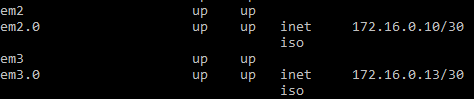 em2 up up
em2.0 up up inet 172.16.0.10/30
iso
em3 up up
em3.0 up up inet 172.16.0.13/30
iso